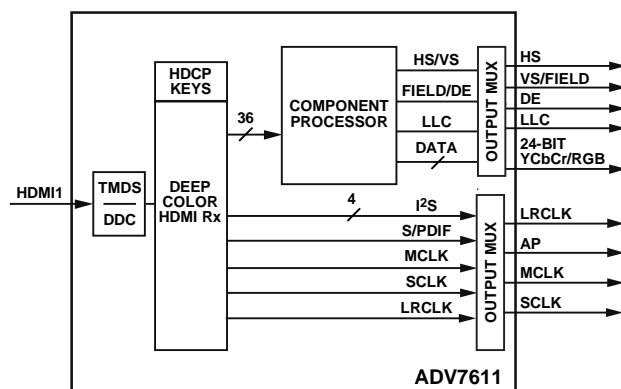 HDMI1
TMDS
DDC
HDCP
KEYS
DEEP
COLOR
HDMI Rx
36
COMPONENT
PROCESSOR
HS/VS
FIELD/DE
LLC
DATA
OUTPUT MUX
HS
VS/FIELD
DE
LLC
24-BIT
YCbCr/RGB
4
I²S
S/PDIF
MCLK
SCLK
LRCLK
OUTPUT MUX
LRCLK
AP
MCLK
SCLK
ADV7611